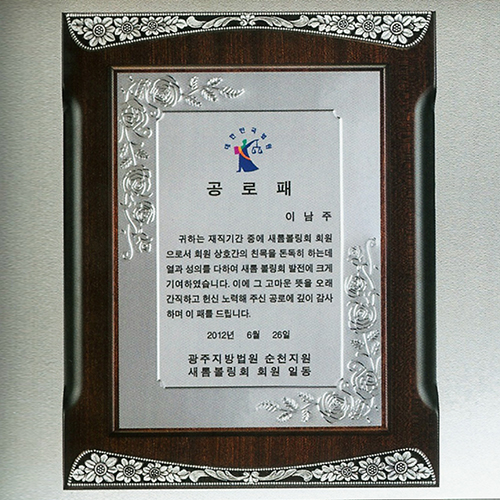 대한민국법원
공로패
이남주
귀하는 재직기간 중에 새롬볼링회 회원
으로서 회원 상호간의 친목을 돈독히 하는데
열과 성의를 다하여 새롬 볼링회 발전에 크게
기여하였습니다. 이에 그 고마운 뜻을 오래
간직하고 헌신 노력해 주신 공로에 깊이 감사
하며 이 패를 드립니다.
2012년 6월 26일
광주지방법원 순천지원
새롬볼링회 회원 일동